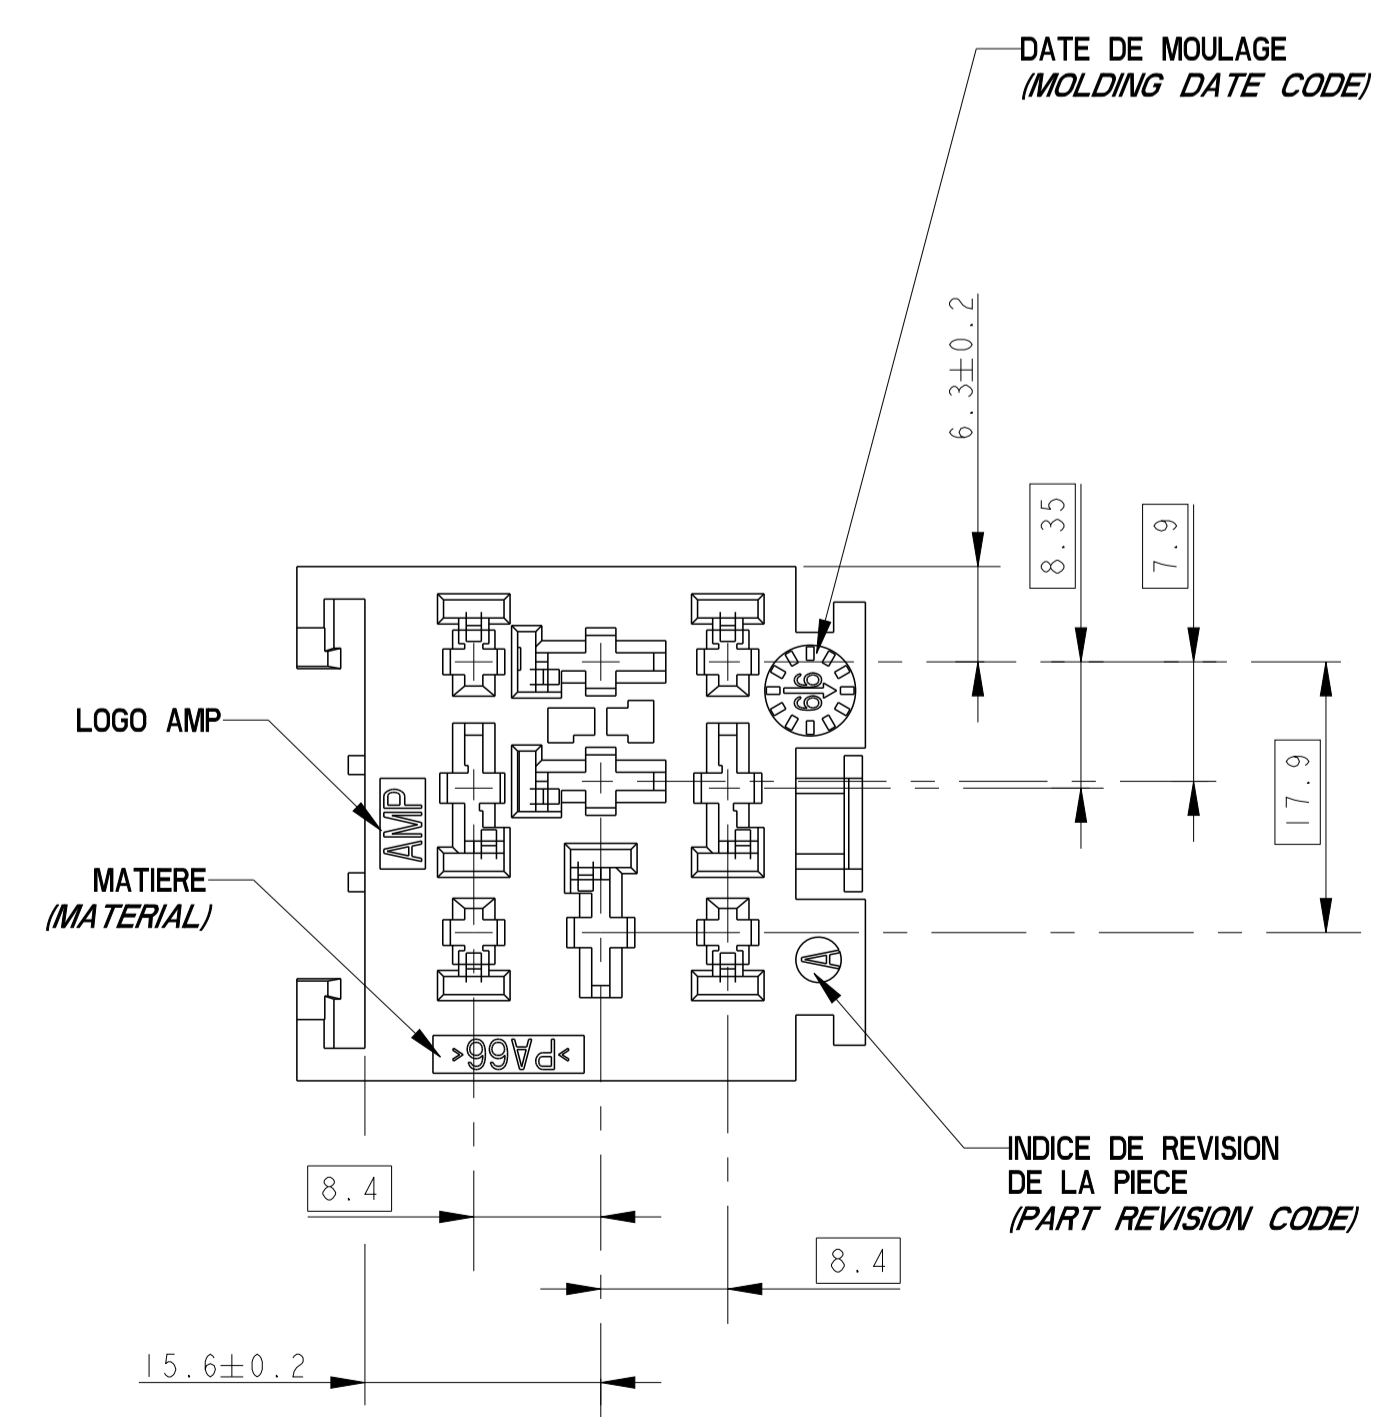 DATE DE MOULAGE
(MOLDING DATE CODE)
6.3±0.2
8.35
7.9
17.9
66
LOGO AMP
AMP
MATIERE
(MATERIAL)
A
>PA66<
INDICE DE REVISION
DE LA PIECE
(PART REVISION CODE)
8.4
8.4
15.6±0.2